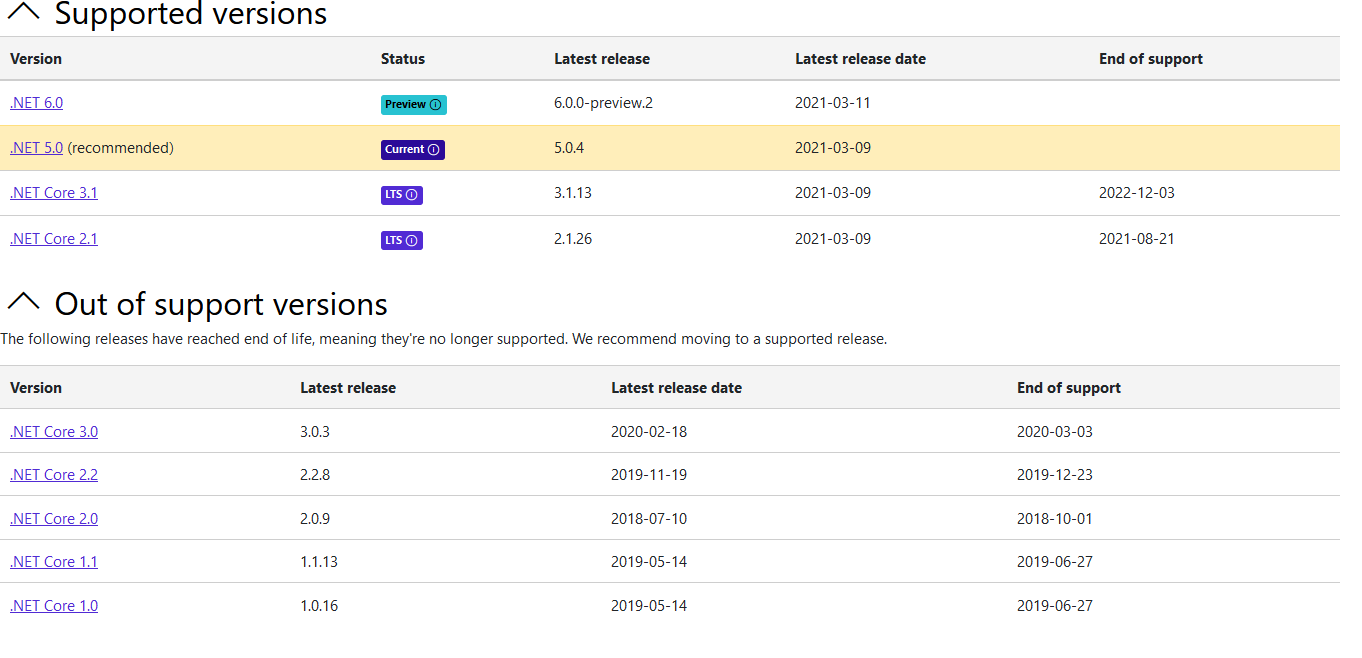 Supported versions
Version Status Latest release Latest release date End of support
.NET 6.0 Preview 6.0.0-preview.2 2021-03-11
.NET 5.0 (recommended) Current 5.0.4 2021-03-09
.NET Core 3.1 LTS 3.1.13 2021-03-09 2022-12-03
.NET Core 2.1 LTS 2.1.26 2021-03-09 2021-08-21
Out of support versions
The following releases have reached end of life, meaning they're no longer supported. We recommend moving to a supported release.
Version Latest release Latest release date End of support
.NET Core 3.0 3.0.3 2020-02-18 2020-03-03
.NET Core 2.2 2.2.8 2019-11-19 2019-12-23
.NET Core 2.0 2.0.9 2018-07-10 2018-10-01
.NET Core 1.1 1.1.13 2019-05-14 2019-06-27
.NET Core 1.0 1.0.16 2019-05-14 2019-06-27